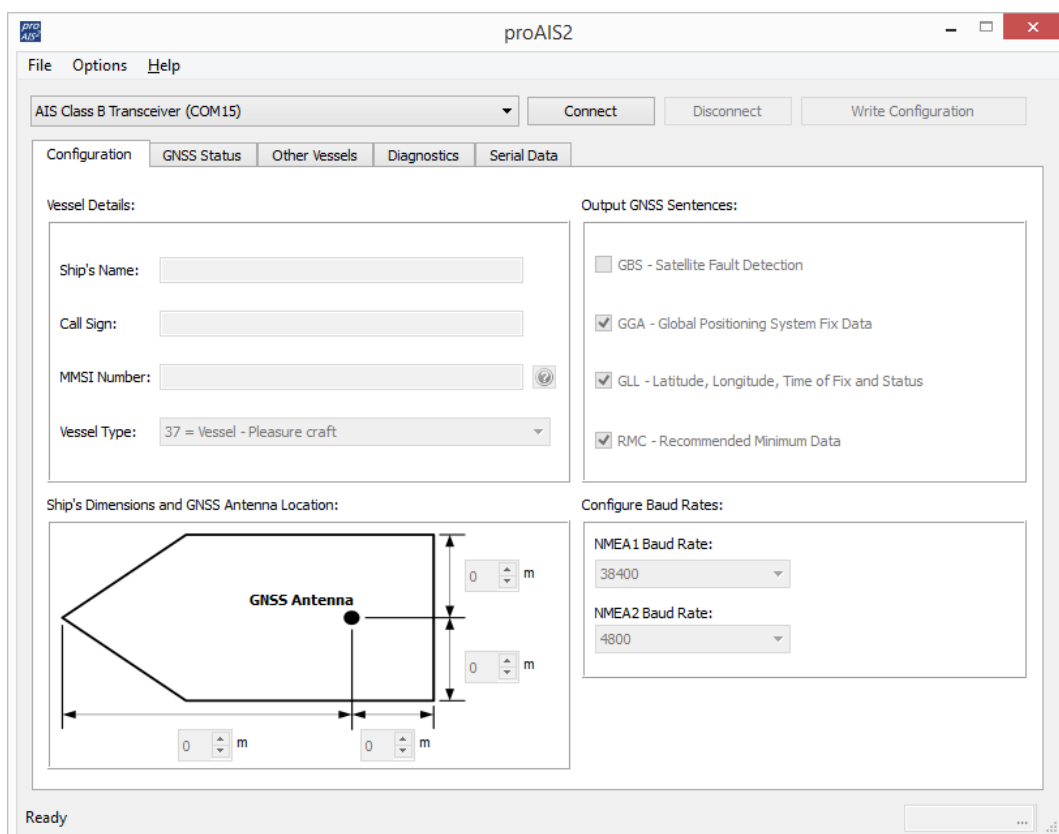 pro
AIS2
proAIS2
File Options Help
AIS Class B Transceiver (COM15)
Connect
Disconnect
Write Configuration
Configuration
GNSS Status
Other Vessels
Diagnostics
Serial Data
Vessel Details:
Ship's Name:
Call Sign:
MMSI Number:
?
Vessel Type:
37 = Vessel - Pleasure craft
Output GNSS Sentences:
GBS - Satellite Fault Detection
GGA - Global Positioning System Fix Data
GLL - Latitude, Longitude, Time of Fix and Status
RMC - Recommended Minimum Data
Ship's Dimensions and GNSS Antenna Location:
GNSS Antenna
0 m
0 m
0 m
0 m
Configure Baud Rates:
NMEA1 Baud Rate:
38400
NMEA2 Baud Rate:
4800
Ready
...